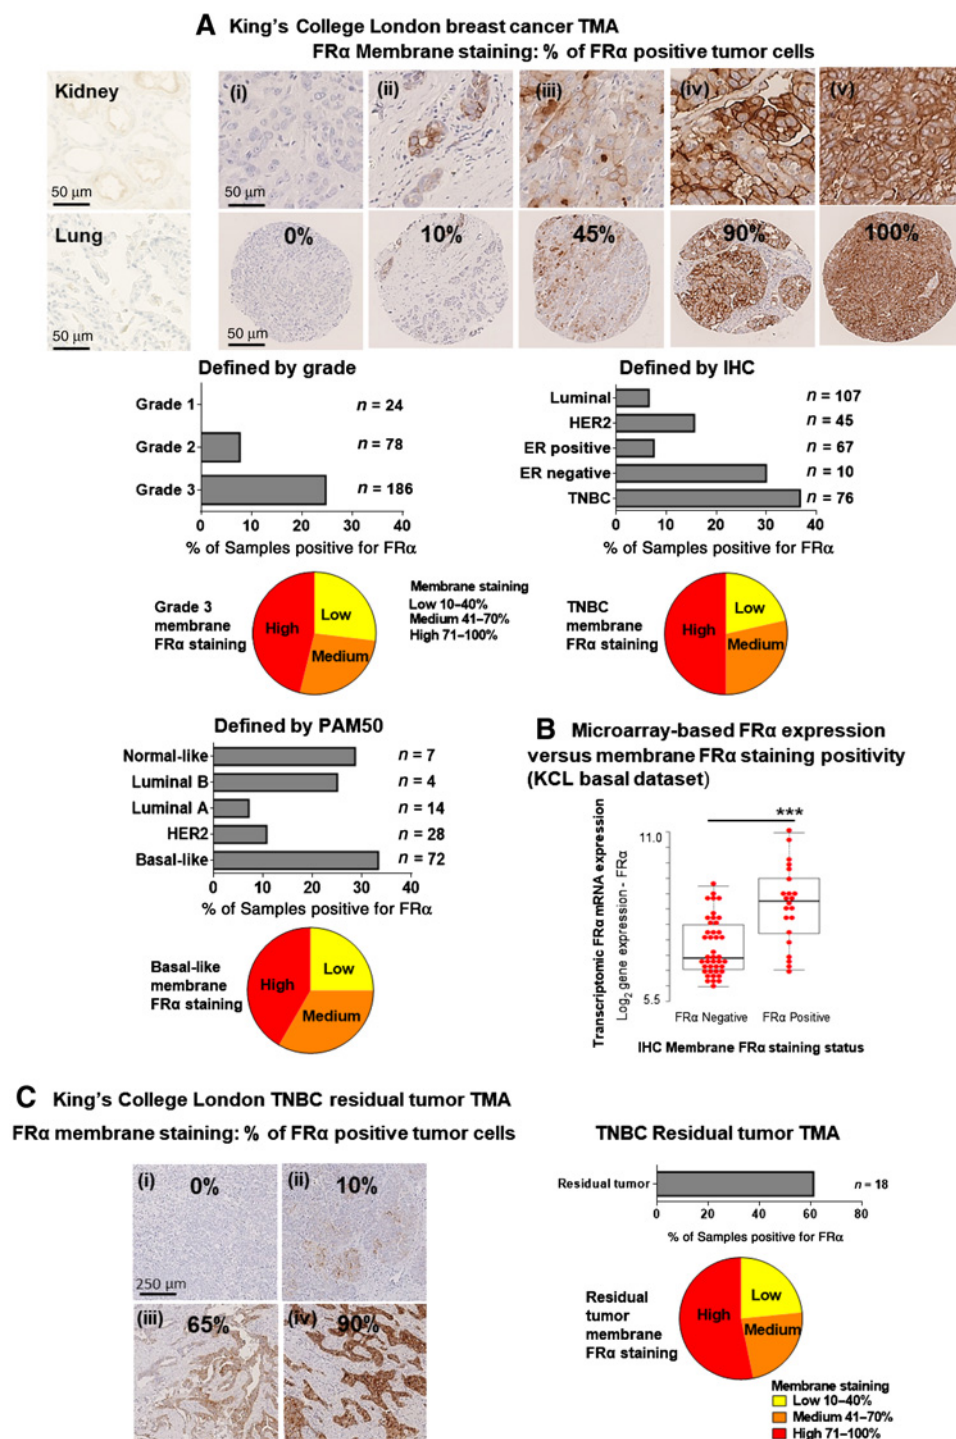 A King's College London breast cancer TMA
FRα Membrane staining: % of FRα positive tumor cells
Kidney
50 μm
Lung
50 μm
(i)
(ii)
(iii)
(iv)
(v)
50 μm
0%
10%
45%
90%
100%
50 μm
Defined by grade
Grade 1
n = 24
Grade 2
n = 78
Grade 3
n = 186
0 10 20 30 40
% of Samples positive for FRα
Defined by IHC
Luminal
n = 107
HER2
n = 45
ER positive
n = 67
ER negative
n = 10
TNBC
n = 76
0 10 20 30 40
% of Samples positive for FRα
Grade 3
membrane
FRα staining
High
Low
Medium
Membrane staining
Low 10–40%
Medium 41–70%
High 71–100%
TNBC
membrane
FRα staining
High
Low
Medium
Defined by PAM50
Normal-like
n = 7
Luminal B
n = 4
Luminal A
n = 14
HER2
n = 28
Basal-like
n = 72
0 10 20 30 40
% of Samples positive for FRα
Basal-like
membrane
FRα staining
High
Low
Medium
B Microarray-based FRα expression
versus membrane FRα staining positivity
(KCL basal dataset)
***
Transcriptomic FRα mRNA expression
Log2 gene expression - FRα
11.0
5.5
FRα Negative
FRα Positive
IHC Membrane FRα staining status
C King's College London TNBC residual tumor TMA
FRα membrane staining: % of FRα positive tumor cells
(i)
0%
250 μm
(ii)
10%
(iii)
65%
(iv)
90%
TNBC Residual tumor TMA
Residual tumor
n = 18
0 20 40 60 80
% of Samples positive for FRα
Residual
tumor
membrane
FRα staining
High
Low
Medium
Membrane staining
Low 10–40%
Medium 41–70%
High 71–100%